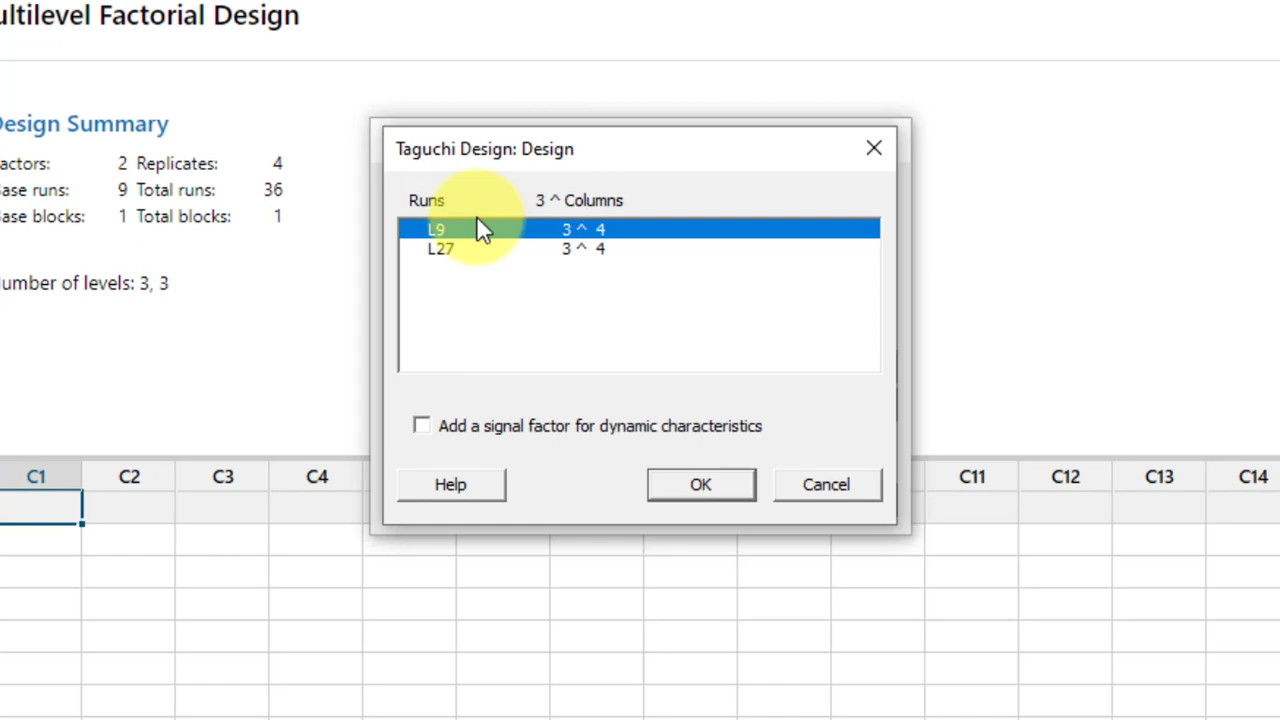 ultilevel Factorial Design
Design Summary
actors: 2 Replicates: 4
ase runs: 9 Total runs: 36
ase blocks: 1 Total blocks: 1
umber of levels: 3, 3
Taguchi Design: Design
Runs 3 ^ Columns
L9 3 ^ 4
L27 3 ^ 4
Add a signal factor for dynamic characteristics
Help OK Cancel
C1 C2 C3 C4 C11 C12 C13 C14